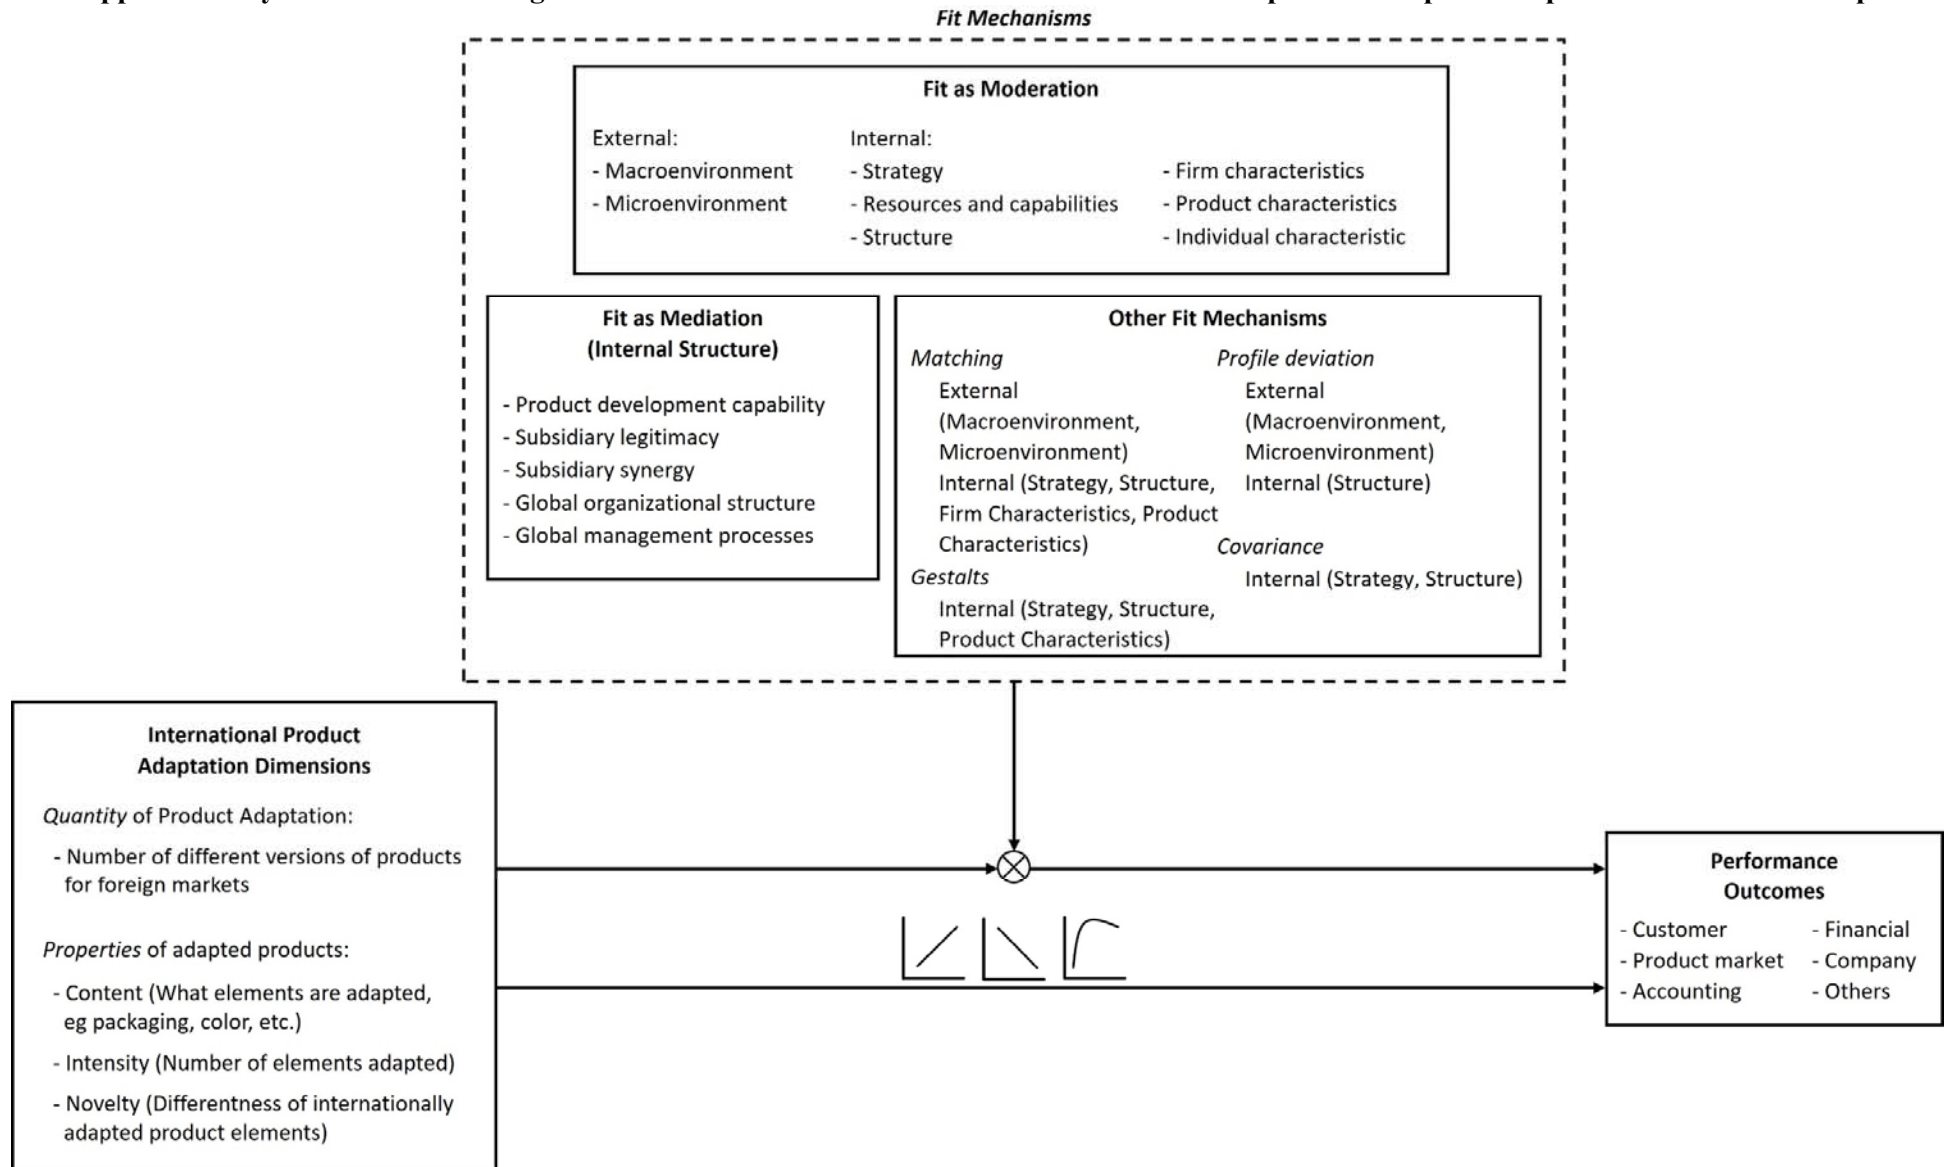 Fit Mechanisms
Fit as Moderation
External:
- Macroenvironment
- Microenvironment
Internal:
- Strategy
- Resources and capabilities
- Structure
- Firm characteristics
- Product characteristics
- Individual characteristic
Fit as Mediation
(Internal Structure)
- Product development capability
- Subsidiary legitimacy
- Subsidiary synergy
- Global organizational structure
- Global management processes
Other Fit Mechanisms
Matching
External
(Macroenvironment,
Microenvironment)
Internal (Strategy, Structure,
Firm Characteristics, Product
Characteristics)
Gestalts
Internal (Strategy, Structure,
Product Characteristics)
Profile deviation
External
(Macroenvironment,
Microenvironment)
Internal (Structure)
Covariance
Internal (Strategy, Structure)
International Product
Adaptation Dimensions
Quantity of Product Adaptation:
- Number of different versions of products
for foreign markets
Properties of adapted products:
- Content (What elements are adapted,
eg packaging, color, etc.)
- Intensity (Number of elements adapted)
- Novelty (Differentness of internationally
adapted product elements)
Performance
Outcomes
- Customer
- Product market
- Accounting
- Financial
- Company
- Others